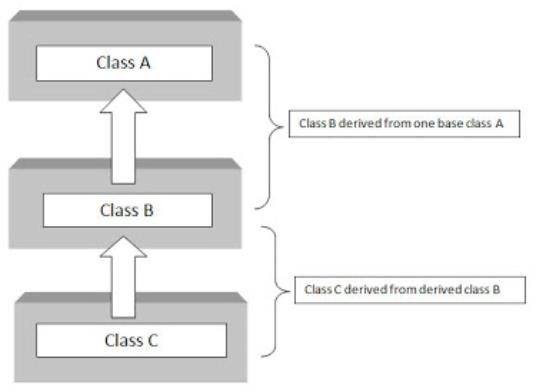 Class A
Class B derived from one base class A
Class B
Class C derived from derived class B
Class C